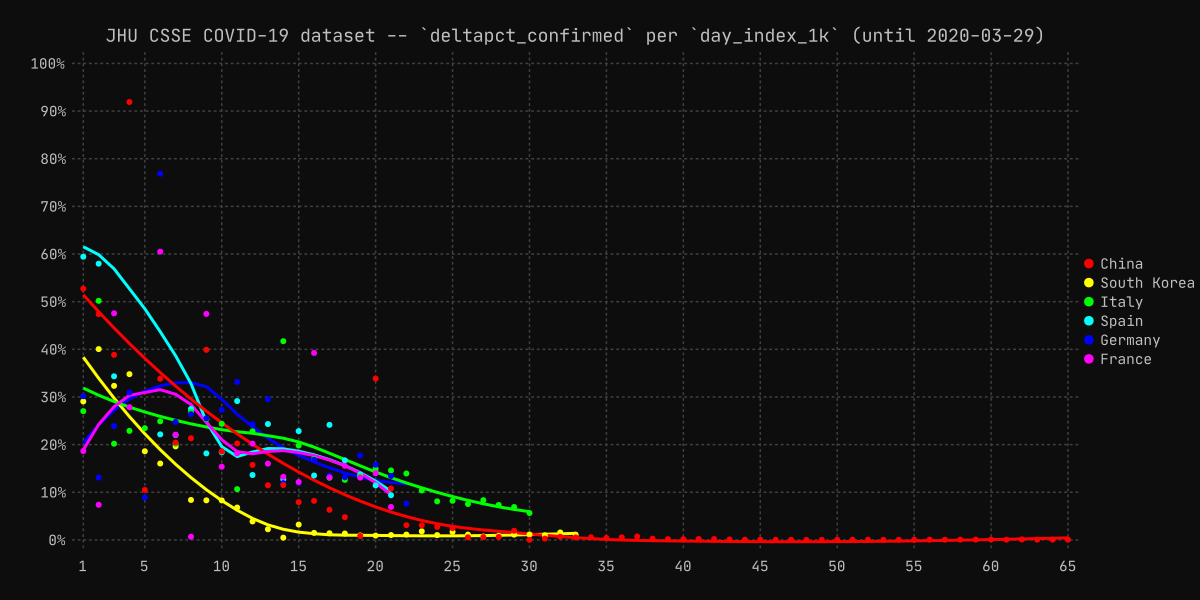 JHU CSSE COVID-19 dataset -- `deltapct_confirmed` per `day_index_1k` (until 2020-03-29)
100%
90%
80%
70%
60%
50%
40%
30%
20%
10%
0%
1 5 10 15 20 25 30 35 40 45 50 55 60 65
China
South Korea
Italy
Spain
Germany
France